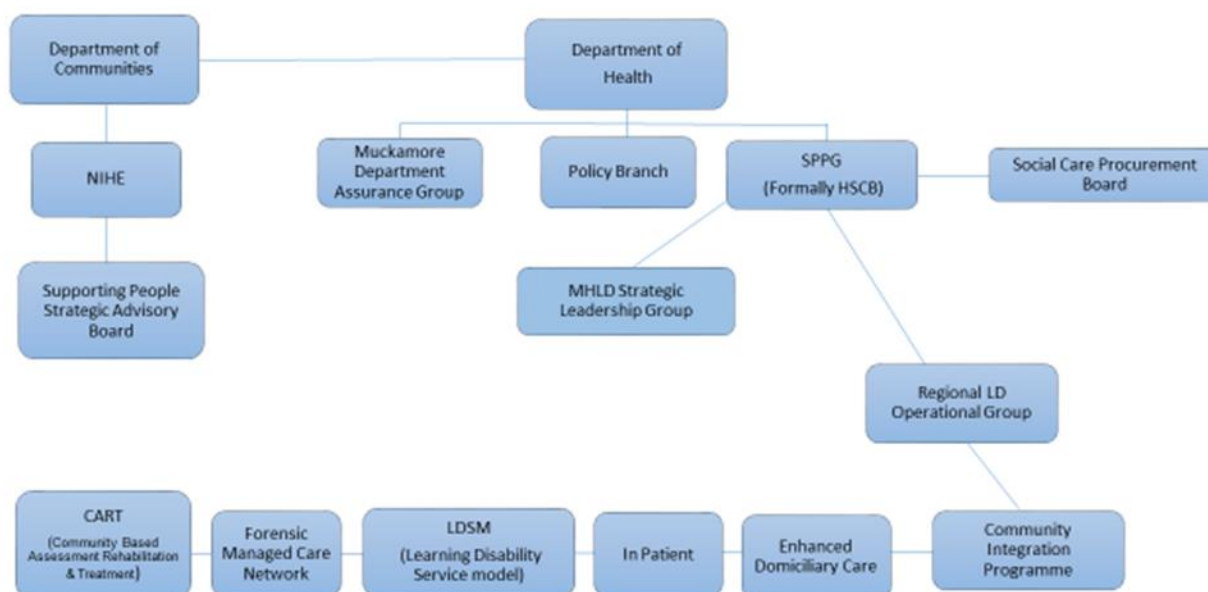 Department of
Communities
Department of
Health
Muckamore
Department
Assurance Group
Policy Branch
SPPG
(Formally HSCB)
Social Care Procurement
Board
NIHE
MHLD Strategic
Leadership Group
Supporting People
Strategic Advisory
Board
Regional LD
Operational Group
CART
(Community Based
Assessment Rehabilitation
& Treatment)
Forensic
Managed Care
Network
LDSM
(Learning Disability
Service model)
In Patient
Enhanced
Domiciliary Care
Community
Integration
Programme